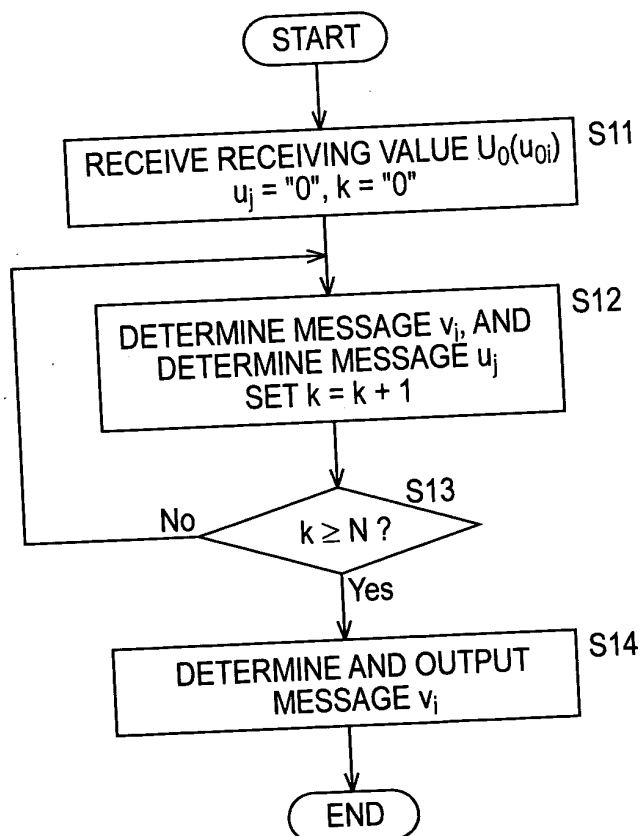 START
S11
RECEIVE RECEIVING VALUE U₀(u₀ᵢ)
uⱼ = "0", k = "0"
S12
DETERMINE MESSAGE vᵢ, AND
DETERMINE MESSAGE uⱼ
SET k = k + 1
S13
No
k ≥ N ?
Yes
S14
DETERMINE AND OUTPUT
MESSAGE vᵢ
END